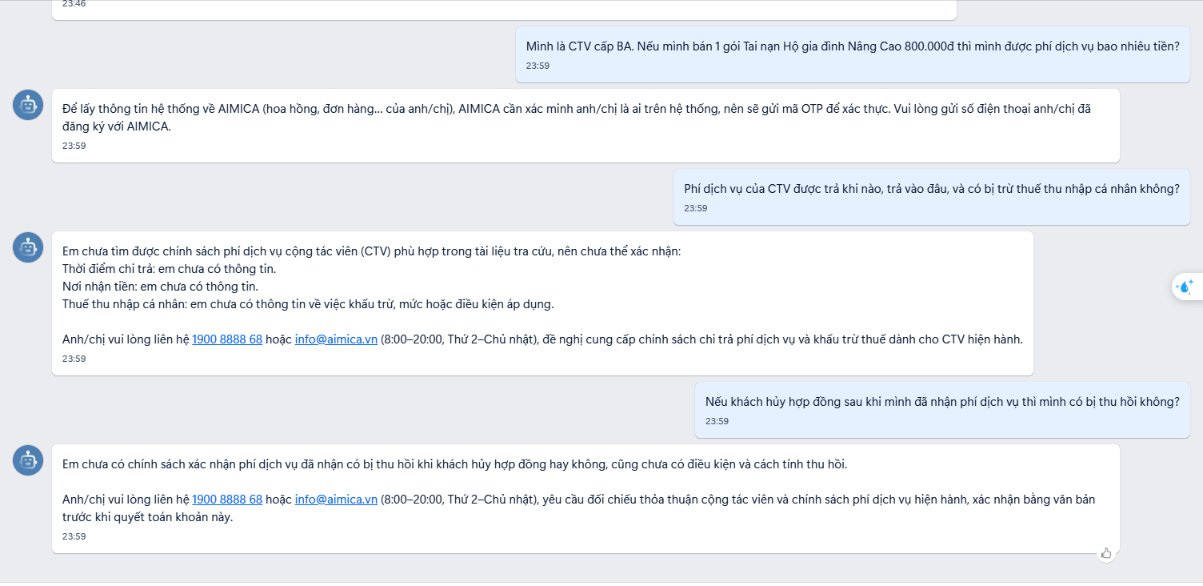 23:46
Mình là CTV cấp BA. Nếu mình bán 1 gói Tai nạn Hộ gia đình Nâng Cao 800.000đ thì mình được phí dịch vụ bao nhiêu tiền?
23:59
Để lấy thông tin hệ thống về AIMICA (hoa hồng, đơn hàng... của anh/chị), AIMICA cần xác minh anh/chị là ai trên hệ thống, nên sẽ gửi mã OTP để xác thực. Vui lòng gửi số điện thoại anh/chị đã
đăng ký với AIMICA.
23:59
Phí dịch vụ của CTV được trả khi nào, trả vào đâu, và có bị trừ thuế thu nhập cá nhân không?
23:59
Em chưa tìm được chính sách phí dịch vụ cộng tác viên (CTV) phù hợp trong tài liệu tra cứu, nên chưa thể xác nhận:
Thời điểm chi trả: em chưa có thông tin.
Nơi nhận tiền: em chưa có thông tin.
Thuế thu nhập cá nhân: em chưa có thông tin về việc khấu trừ, mức hoặc điều kiện áp dụng.
Anh/chị vui lòng liên hệ 1900 8888 68 hoặc info@aimica.vn (8:00–20:00, Thứ 2–Chủ nhật), đề nghị cung cấp chính sách chi trả phí dịch vụ và khấu trừ thuế dành cho CTV hiện hành.
23:59
Nếu khách hủy hợp đồng sau khi mình đã nhận phí dịch vụ thì mình có bị thu hồi không?
23:59
Em chưa có chính sách xác nhận phí dịch vụ đã nhận có bị thu hồi khi khách hủy hợp đồng hay không, cũng chưa có điều kiện và cách tính thu hồi.
Anh/chị vui lòng liên hệ 1900 8888 68 hoặc info@aimica.vn (8:00–20:00, Thứ 2–Chủ nhật), yêu cầu đối chiếu thỏa thuận cộng tác viên và chính sách phí dịch vụ hiện hành, xác nhận bằng văn bản
trước khi quyết toán khoản này.
23:59